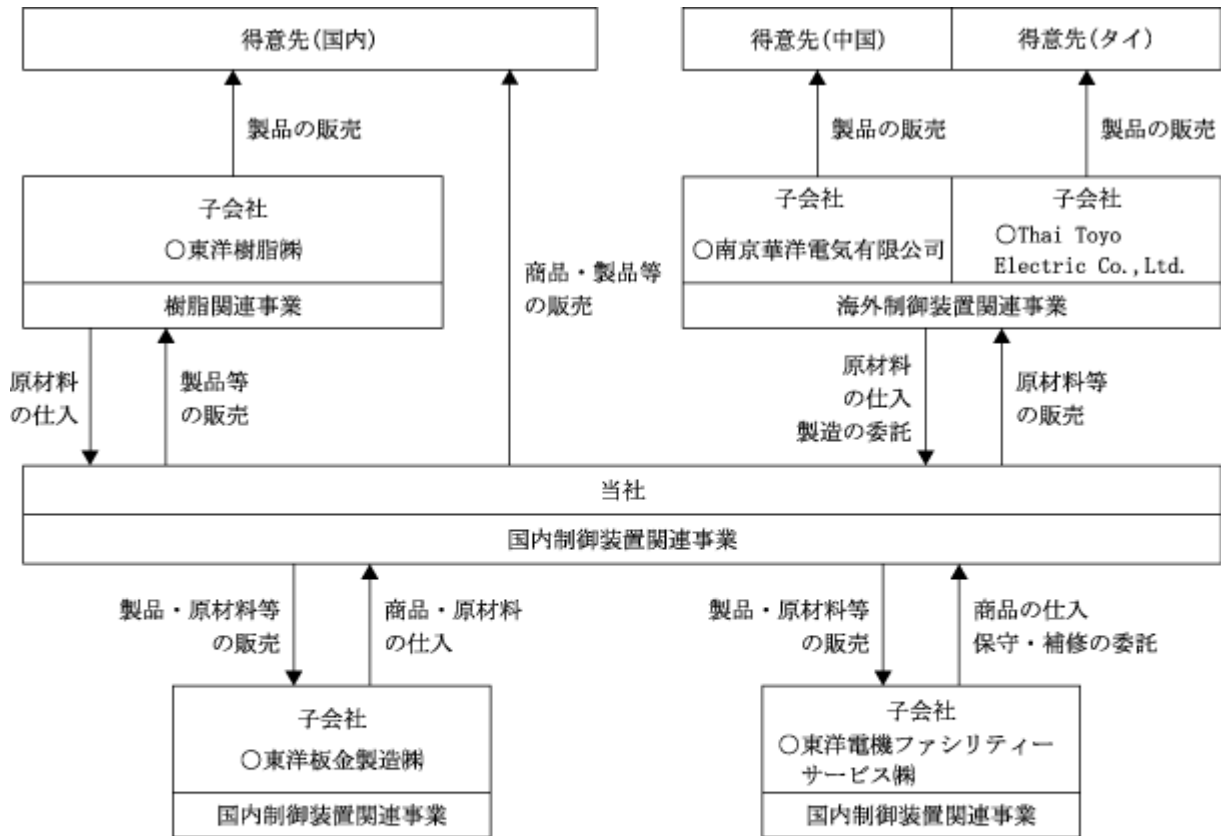 得意先(国内)
得意先(中国)
得意先(タイ)
製品の販売
製品の販売
製品の販売
子会社
○東洋樹脂㈱
樹脂関連事業
商品・製品等
の販売
子会社
○南京華洋電気有限公司
子会社
○Thai Toyo
Electric Co.,Ltd.
海外制御装置関連事業
原材料
の仕入
製品等
の販売
原材料
の仕入
製造の委託
原材料等
の販売
当社
国内制御装置関連事業
製品・原材料等
の販売
商品・原材料
の仕入
製品・原材料等
の販売
商品の仕入
保守・補修の委託
子会社
○東洋板金製造㈱
国内制御装置関連事業
子会社
○東洋電機ファシリティー
サービス㈱
国内制御装置関連事業